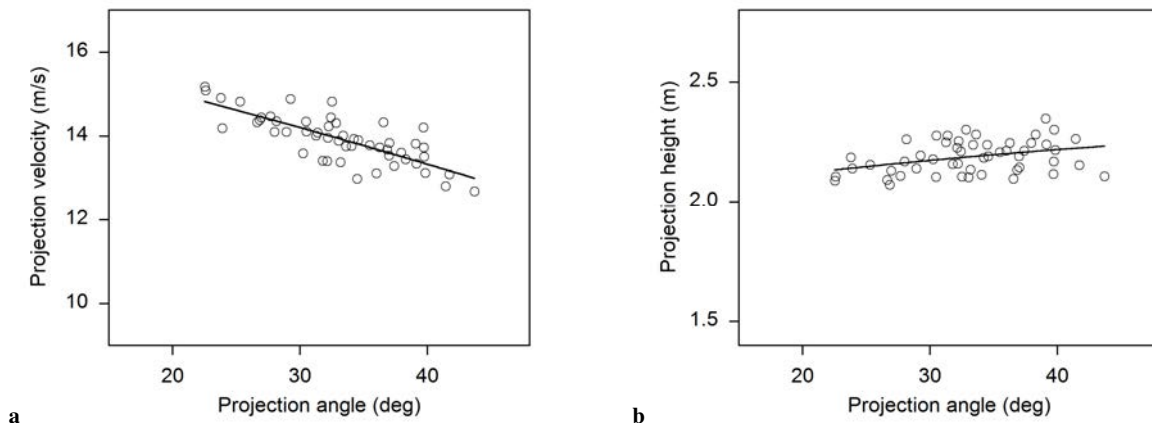 16
14
12
10
Projection velocity (m/s)
20 30 40
Projection angle (deg)
a
2.5
2.0
1.5
Projection height (m)
20 30 40
Projection angle (deg)
b